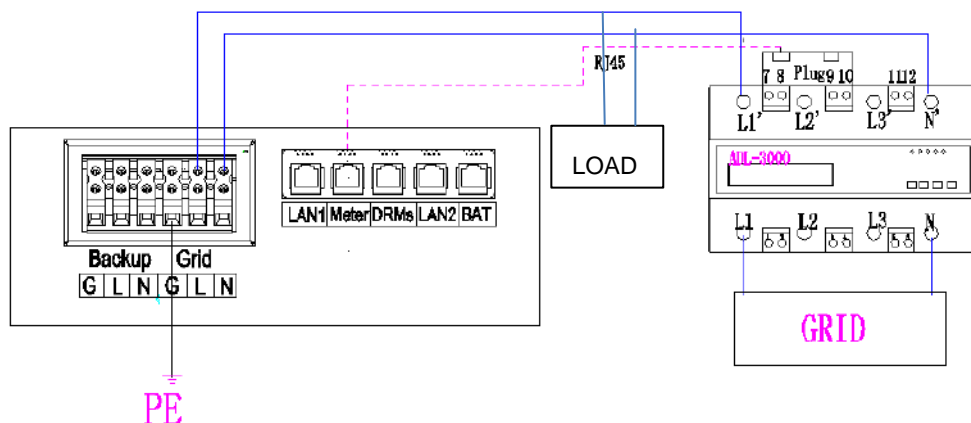 RJ45
7 8 Plug 9 10 11 12
L1' L2' L3' N'
LOAD
ADL-3000
LAN1 Meter DRMs LAN2 BAT
L1 L2 L3 N
Backup Grid
G L N G L N
GRID
PE